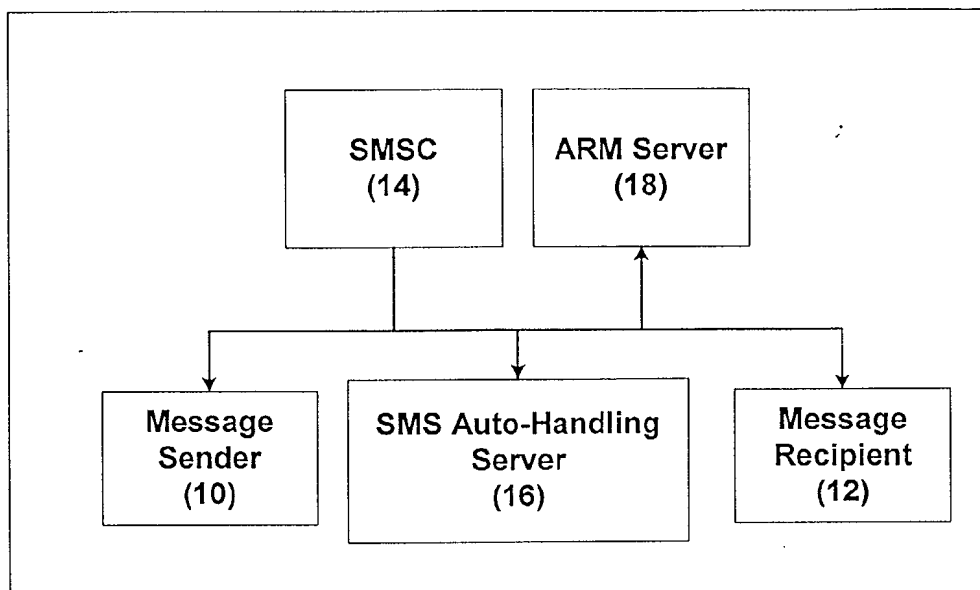 SMSC
(14)
ARM Server
(18)
Message
Sender
(10)
SMS Auto-Handling
Server
(16)
Message
Recipient
(12)